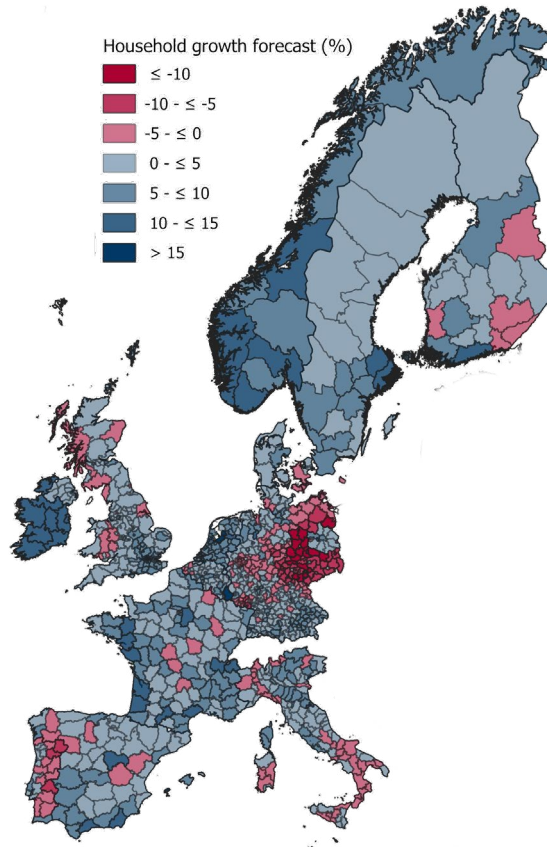 Household growth forecast (%)
≤ -10
-10 - ≤ -5
-5 - ≤ 0
0 - ≤ 5
5 - ≤ 10
10 - ≤ 15
> 15